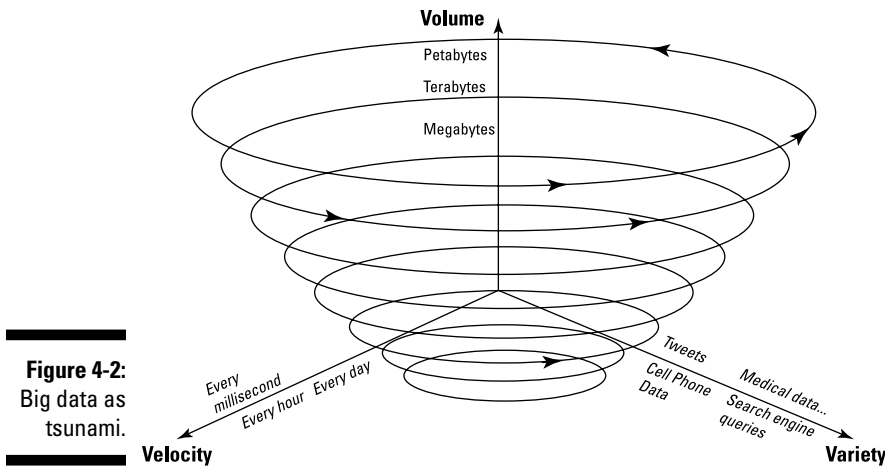 Volume
Petabytes
Terabytes
Megabytes
Every
millisecond
Every hour Every day
Velocity
Tweets
Cell Phone
Data
Medical data...
Search engine
queries
Variety
Figure 4-2:
Big data as
tsunami.